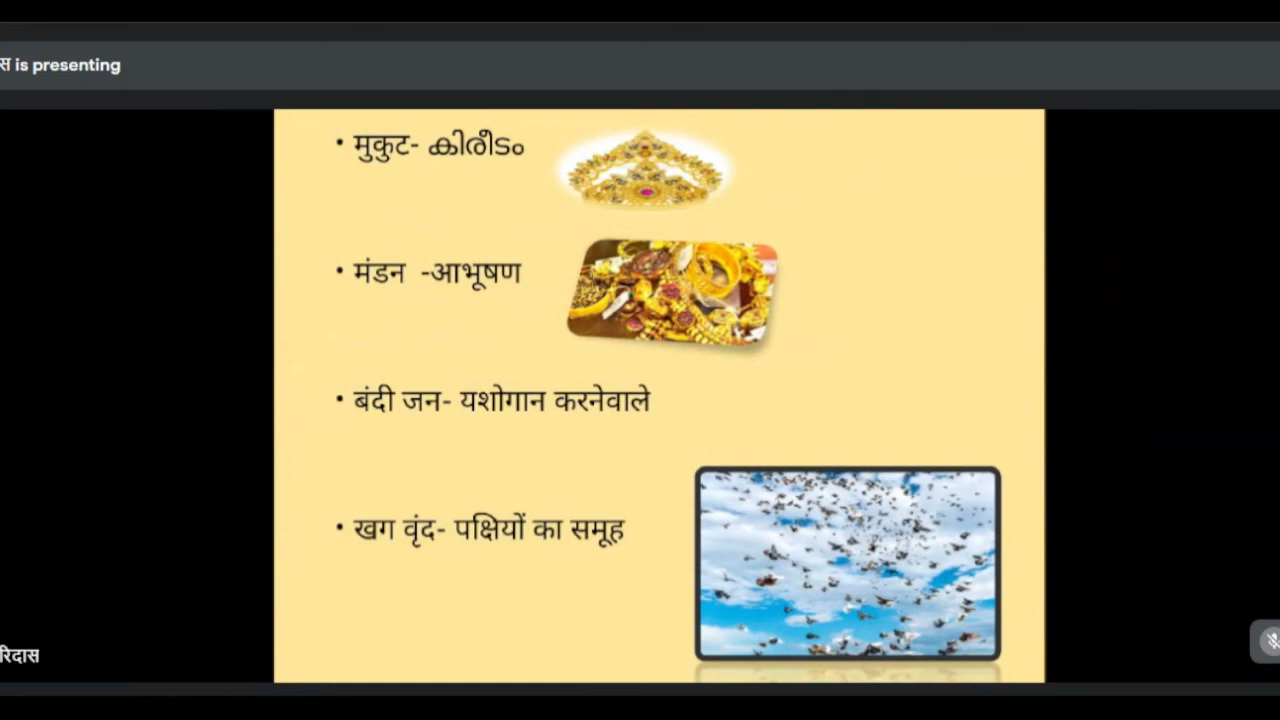 स is presenting
• मुकुट- കിരീടം
• मंडन -आभूषण
• बंदी जन- यशोगान करनेवाले
• खग वृंद- पक्षियों का समूह
रिदास